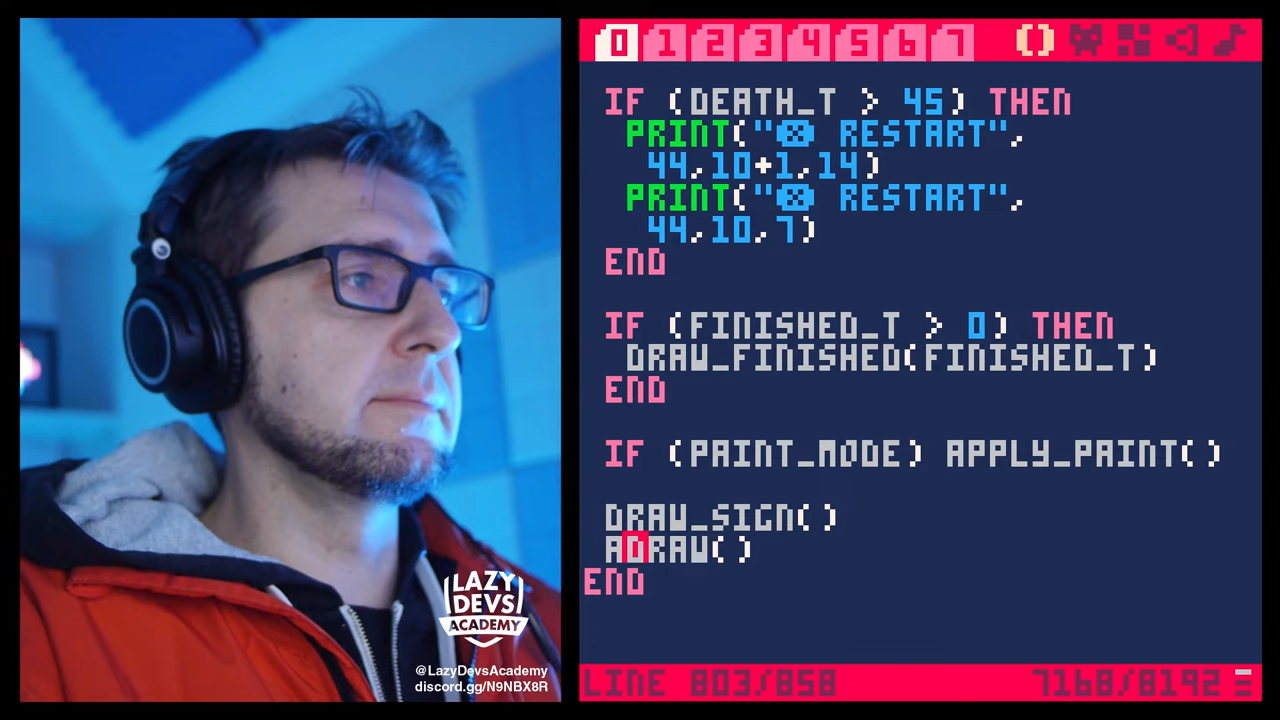 LAZY
DEVS
ACADEMY
@LazyDevsAcademy
discord.gg/N9NBX8R
0 1 2 3 4 5 6 7 ()
IF (DEATH_T > 45) THEN
PRINT("🅾️ RESTART",
44,10+1,14)
PRINT("🅾️ RESTART",
44,10,7)
END
IF (FINISHED_T > 0) THEN
DRAW_FINISHED(FINISHED_T)
END
IF (PAINT_MODE) APPLY_PAINT()
DRAW_SIGN()
ADRAW()
END
LINE 803/858 7168/8192